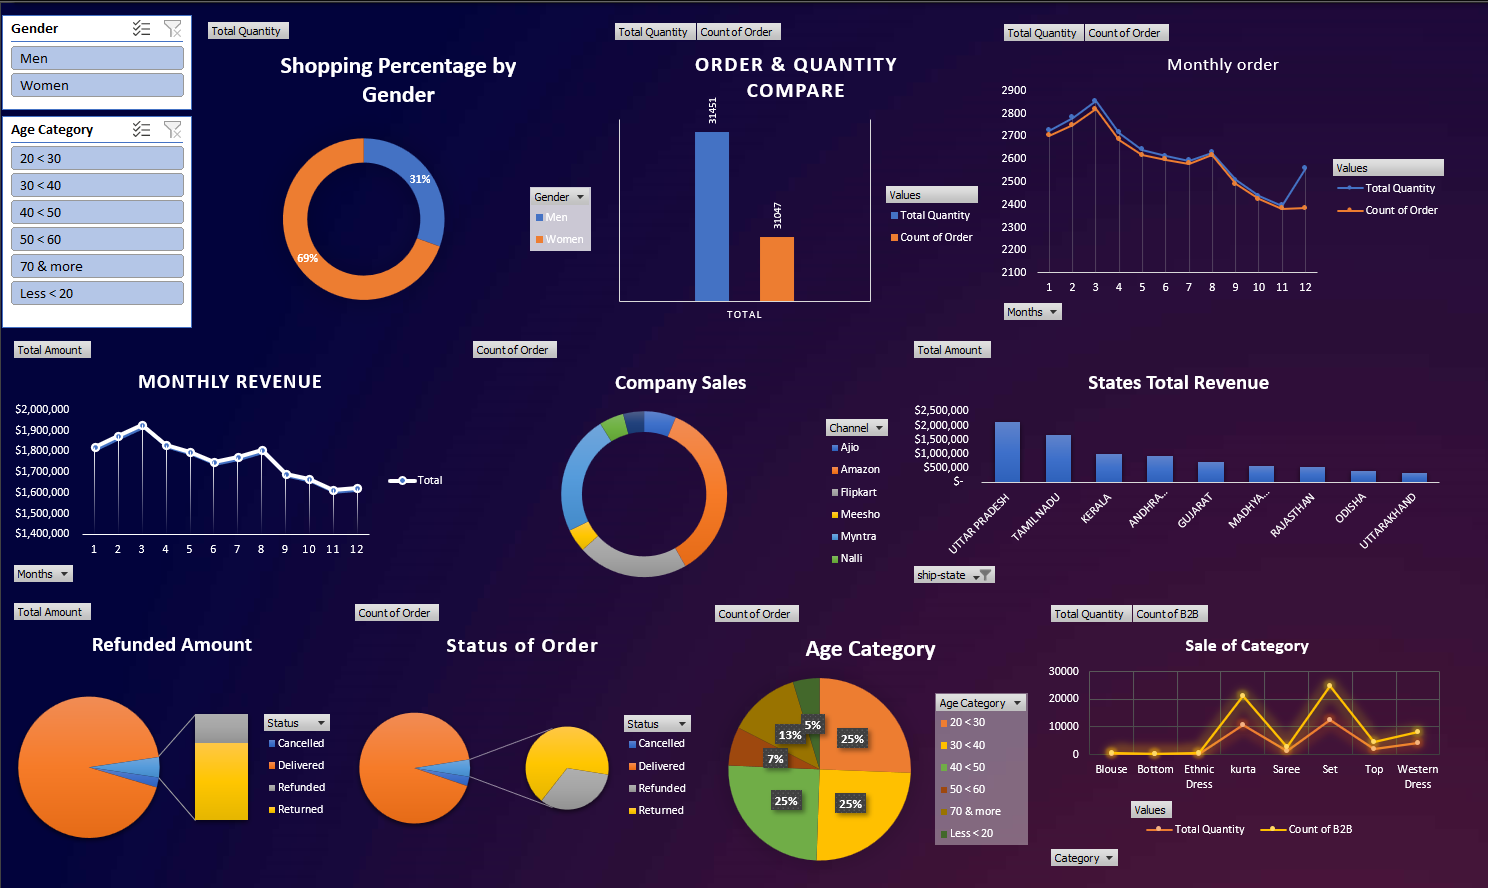 Gender
Men
Women
Age Category
20 < 30
30 < 40
40 < 50
50 < 60
70 & more
Less < 20
Total Quantity
Shopping Percentage by
Gender
31%
69%
Gender
Men
Women
Total Quantity Count of Order
ORDER & QUANTITY
COMPARE
31451
31047
TOTAL
Values
Total Quantity
Count of Order
Total Quantity Count of Order
Monthly order
2900
2800
2700
2600
2500
2400
2300
2200
2100
1 2 3 4 5 6 7 8 9 10 11 12
Values
Total Quantity
Count of Order
Months
Total Amount
MONTHLY REVENUE
$2,000,000
$1,900,000
$1,800,000
$1,700,000
$1,600,000
$1,500,000
$1,400,000
1 2 3 4 5 6 7 8 9 10 11 12
Total
Months
Count of Order
Company Sales
Channel
Ajio
Amazon
Flipkart
Meesho
Myntra
Nalli
Total Amount
States Total Revenue
$2,500,000
$2,000,000
$1,500,000
$1,000,000
$500,000
$-
UTTAR PRADESH
TAMIL NADU
KERALA
ANDHRA...
GUJARAT
MADHYA...
RAJASTHAN
ODISHA
UTTARAKHAND
ship-state
Total Amount
Refunded Amount
Status
Cancelled
Delivered
Refunded
Returned
Count of Order
Status of Order
Status
Cancelled
Delivered
Refunded
Returned
Count of Order
Age Category
5%
25%
13%
7%
25%
25%
Age Category
20 < 30
30 < 40
40 < 50
50 < 60
70 & more
Less < 20
Total Quantity Count of B2B
Sale of Category
30000
20000
10000
0
Blouse Bottom Ethnic kurta Saree Set Top Western
Dress Dress
Values
Total Quantity Count of B2B
Category